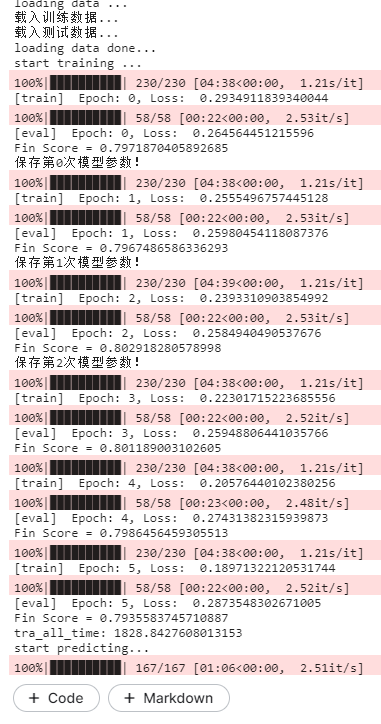 loading data ...
载入训练数据...
载入测试数据...
loading data done...
start training ...
100%|██████████| 230/230 [04:38<00:00,  1.21s/it]
[train]  Epoch: 0, Loss:  0.2934911839340044
100%|██████████| 58/58 [00:22<00:00,  2.53it/s]
[eval]  Epoch: 0, Loss:  0.264564451215596
Fin Score = 0.7971870405892685
保存第0次模型参数!
100%|██████████| 230/230 [04:38<00:00,  1.21s/it]
[train]  Epoch: 1, Loss:  0.2555496757445128
100%|██████████| 58/58 [00:22<00:00,  2.53it/s]
[eval]  Epoch: 1, Loss:  0.25980454118087376
Fin Score = 0.7967486586336293
保存第1次模型参数!
100%|██████████| 230/230 [04:39<00:00,  1.21s/it]
[train]  Epoch: 2, Loss:  0.2393310903854992
100%|██████████| 58/58 [00:22<00:00,  2.53it/s]
[eval]  Epoch: 2, Loss:  0.2584940490537676
Fin Score = 0.802918280578998
保存第2次模型参数!
100%|██████████| 230/230 [04:38<00:00,  1.21s/it]
[train]  Epoch: 3, Loss:  0.22301715223685556
100%|██████████| 58/58 [00:22<00:00,  2.52it/s]
[eval]  Epoch: 3, Loss:  0.25948806441035766
Fin Score = 0.801189003102605
100%|██████████| 230/230 [04:38<00:00,  1.21s/it]
[train]  Epoch: 4, Loss:  0.20576440102380256
100%|██████████| 58/58 [00:23<00:00,  2.48it/s]
[eval]  Epoch: 4, Loss:  0.27431382315939873
Fin Score = 0.7986456459305513
100%|██████████| 230/230 [04:38<00:00,  1.21s/it]
[train]  Epoch: 5, Loss:  0.18971322120531744
100%|██████████| 58/58 [00:22<00:00,  2.52it/s]
[eval]  Epoch: 5, Loss:  0.2873548302671005
Fin Score = 0.7935583745710887
tra_all_time: 1828.8427608013153
start predicting...
100%|██████████| 167/167 [01:06<00:00,  2.51it/s]
+ Code + Markdown